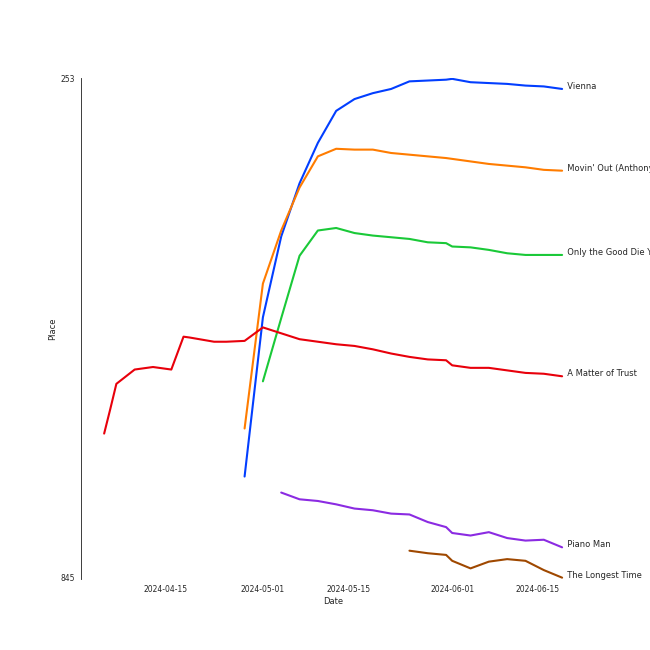 253
Vienna
Movin' Out (Anthony
Only the Good Die Y
Place
A Matter of Trust
Piano Man
The Longest Time
845
2024-04-15 2024-05-01 2024-05-15 2024-06-01 2024-06-15
Date